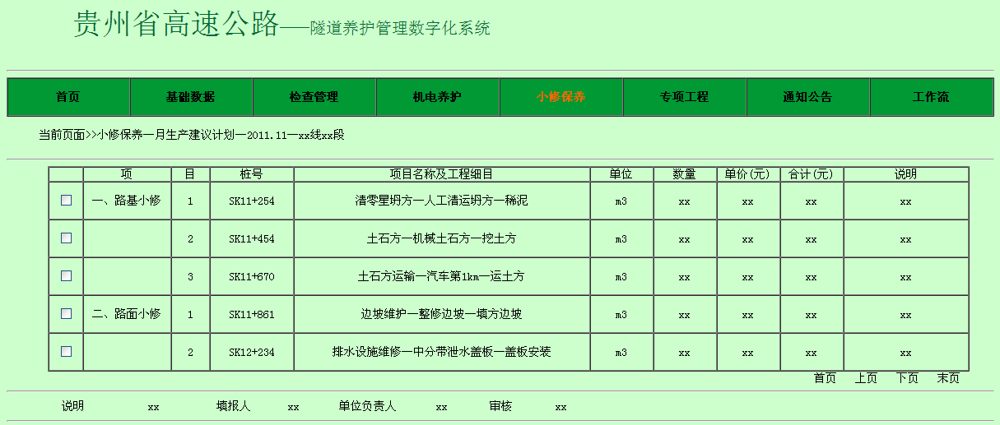 贵州省高速公路——隧道养护管理数字化系统
首页 基础数据 检查管理 机电养护 小修保养 专项工程 通知公告 工作流
当前页面>>小修保养—月生产建议计划—2011.11—xx线xx段
项 目 桩号 项目名称及工程细目 单位 数量 单价(元) 合计(元) 说明
一、路基小修 1 SK11+254 清零星坍方—人工清运坍方—稀泥 m3 xx xx xx xx
2 SK11+454 土石方—机械土石方—挖土方 m3 xx xx xx xx
3 SK11+670 土石方运输—汽车第1km—运土方 m3 xx xx xx xx
二、路面小修 1 SK11+861 边坡维护—整修边坡—填方边坡 m3 xx xx xx xx
2 SK12+234 排水设施维修—中分带泄水盖板—盖板安装 m3 xx xx xx xx
首页 上页 下页 末页
说明 xx 填报人 xx 单位负责人 xx 审核 xx